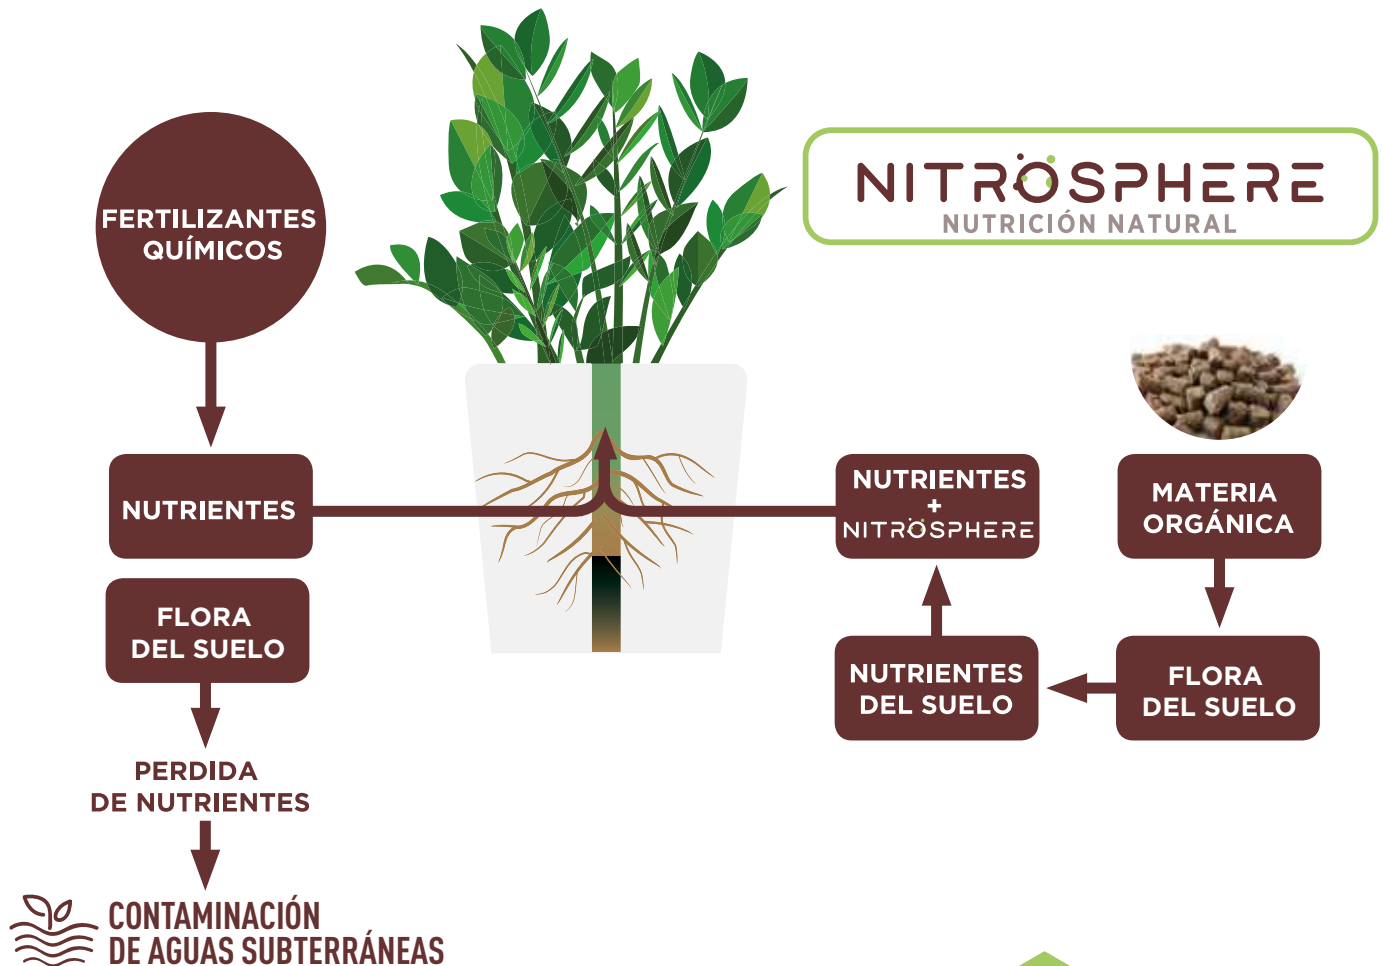 FERTILIZANTES
QUÍMICOS
NUTRIENTES
FLORA
DEL SUELO
PERDIDA
DE NUTRIENTES
CONTAMINACIÓN
DE AGUAS SUBTERRÁNEAS
NITROSPHERE
NUTRICIÓN NATURAL
NUTRIENTES
+
NITROSPHERE
MATERIA
ORGÁNICA
NUTRIENTES
DEL SUELO
FLORA
DEL SUELO